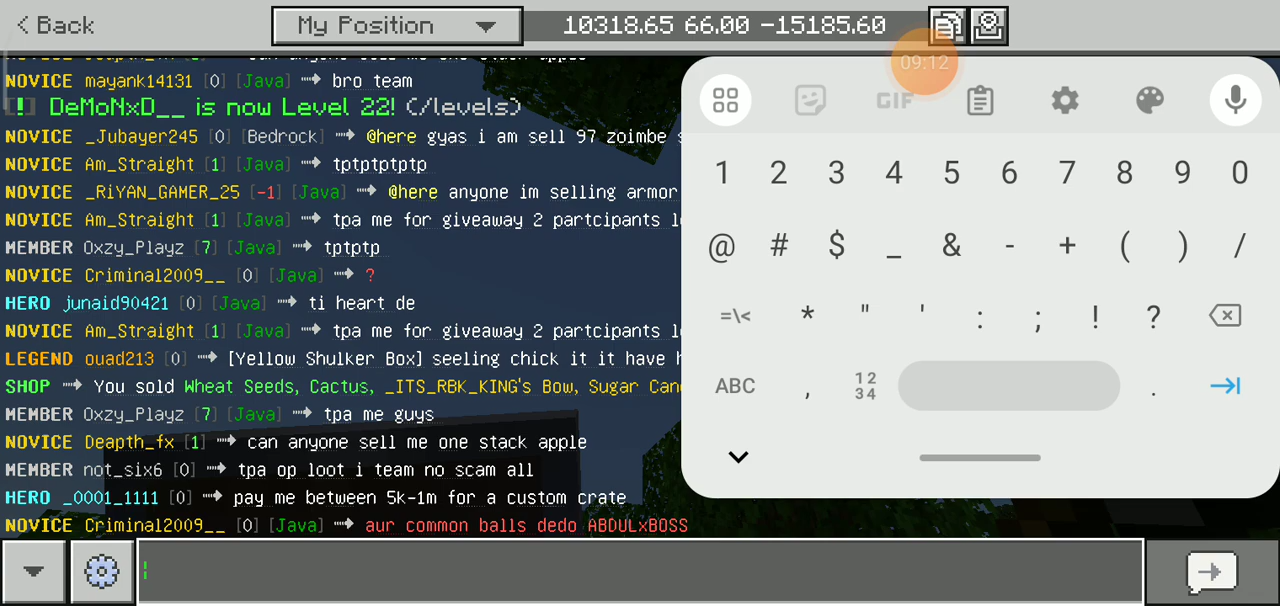 < Back
My Position
10318.65 66.00 -15185.60
09:12
NOVICE mayank14131 [0] [Java] ➟ bro team
[!] DeMoNxD__ is now Level 22! (/levels)
NOVICE _Jubayer245 [0] [Bedrock] ➟ @here gyas i am sell 97 zoimbe s
NOVICE Am_Straight [1] [Java] ➟ tptptptptp
NOVICE _RiYAN_GAMER_25 [-1] [Java] ➟ @here anyone im selling armor
NOVICE Am_Straight [1] [Java] ➟ tpa me for giveaway 2 partcipants
MEMBER Oxzy_Playz [7] [Java] ➟ tptptp
NOVICE Criminal2009__ [0] [Java] ➟ ?
HERO junaid90421 [0] [Java] ➟ ti heart de
NOVICE Am_Straight [1] [Java] ➟ tpa me for giveaway 2 partcipants
LEGEND ouad213 [0] ➟ [Yellow Shulker Box] seeling chick it it have
SHOP ➟ You sold Wheat Seeds, Cactus, _ITS_RBK_KING's Bow, Sugar
MEMBER Oxzy_Playz [7] [Java] ➟ tpa me guys
NOVICE Deapth_fx [1] ➟ can anyone sell me one stack apple
MEMBER not_six6 [0] ➟ tpa op loot i team no scam all
HERO _0001_1111 [0] ➟ pay me between 5k-1m for a custom crate
NOVICE Criminal2009__ [0] [Java] ➟ aur common balls dedo ABDULxBOSS
GIF
1 2 3 4 5 6 7 8 9 0
@ # $ _ & - + ( ) /
=\< * " ' : ; ! ?
ABC , 12 34 .